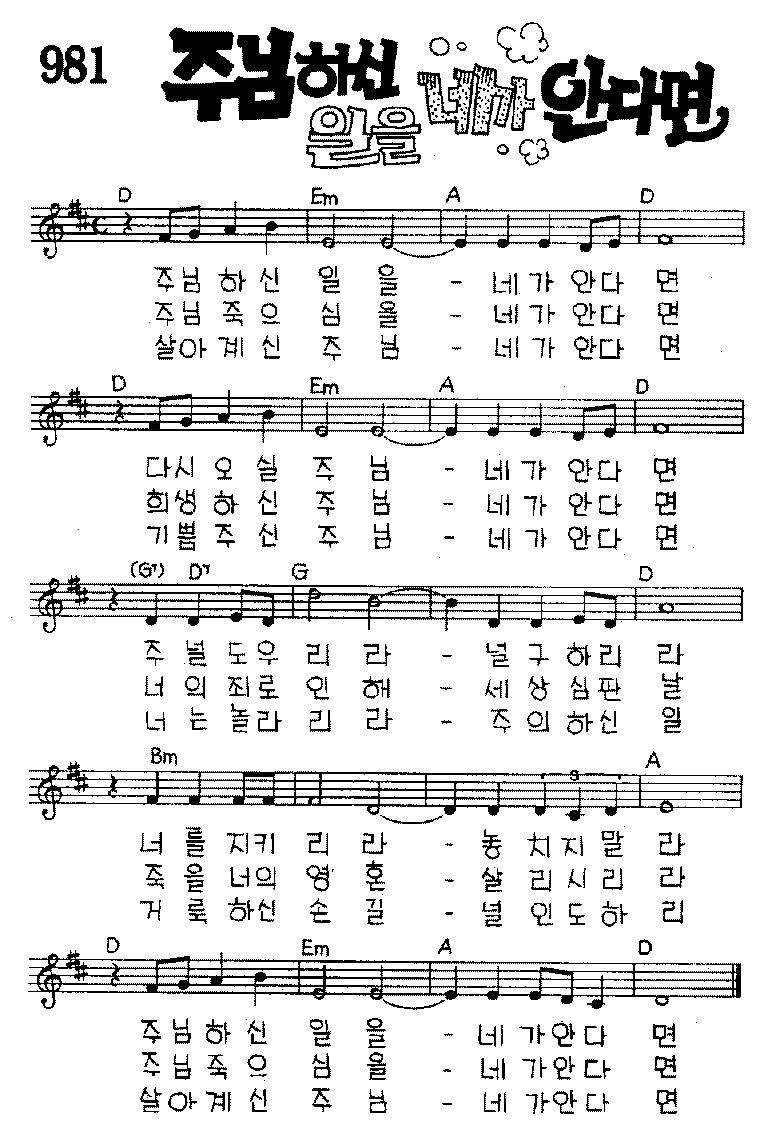 981
주님하신 일을 네가 안다면
D Em A D
주님 하신 일 을 - 네가 안다 면
주님 죽으 심 을 - 네가 안다 면
살아 계신 주 님 - 네가 안다 면
D Em A D
다시 오실 주 님 - 네가 안다 면
희생 하신 주 님 - 네가 안다 면
기쁨 주신 주 님 - 네가 안다 면
(G7) D7 G D
주 널 도우 리 라 - 널 구 하리 라
너의 죄로 인 해 - 세상 심판 날
너는 놀라 리 라 - 주의 하신 일
Bm 3 A
너를 지키 리 라 - 놓 치지 말 라
죽을 너의 영 혼 - 살 리시 리 라
거룩 하신 손 길 - 널 인도 하 리
D Em A D
주님 하신 일 을 - 네 가안 다 면
주님 죽으 심 을 - 네 가안 다 면
살아 계신 주 님 - 네 가안 다 면